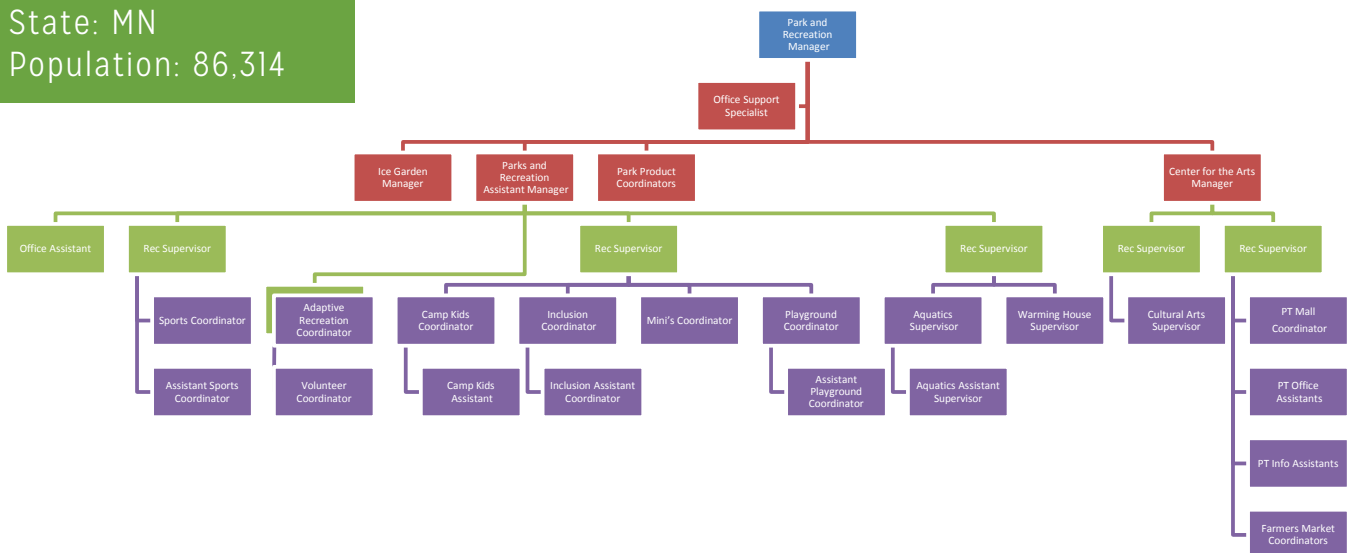 State: MN
Population: 86,314
Park and
Recreation
Manager
Office Support
Specialist
Ice Garden
Manager
Parks and
Recreation
Assistant Manager
Park Product
Coordinators
Center for the Arts
Manager
Office Assistant
Rec Supervisor
Rec Supervisor
Rec Supervisor
Rec Supervisor
Rec Supervisor
Sports Coordinator
Adaptive
Recreation
Coordinator
Camp Kids
Coordinator
Inclusion
Coordinator
Mini's Coordinator
Playground
Coordinator
Aquatics
Supervisor
Warming House
Supervisor
Cultural Arts
Supervisor
PT Mall
Coordinator
Assistant Sports
Coordinator
Volunteer
Coordinator
Camp Kids
Assistant
Inclusion Assistant
Coordinator
Assistant
Playground
Coordinator
Aquatics Assistant
Supervisor
PT Office
Assistants
PT Info Assistants
Farmers Market
Coordinators